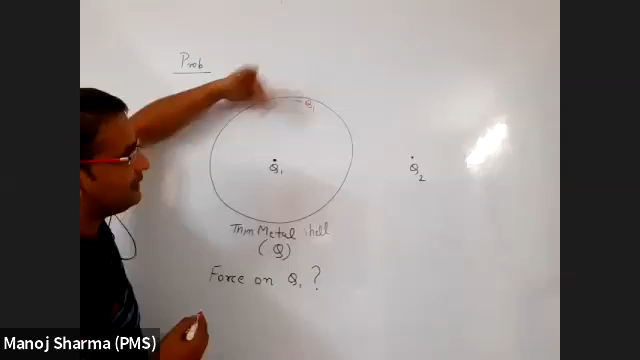 Prob
-Q₁
Q₁
Q₂
Thin Metal shell
(Q)
Force on Q₁ ?
Manoj Sharma (PMS)